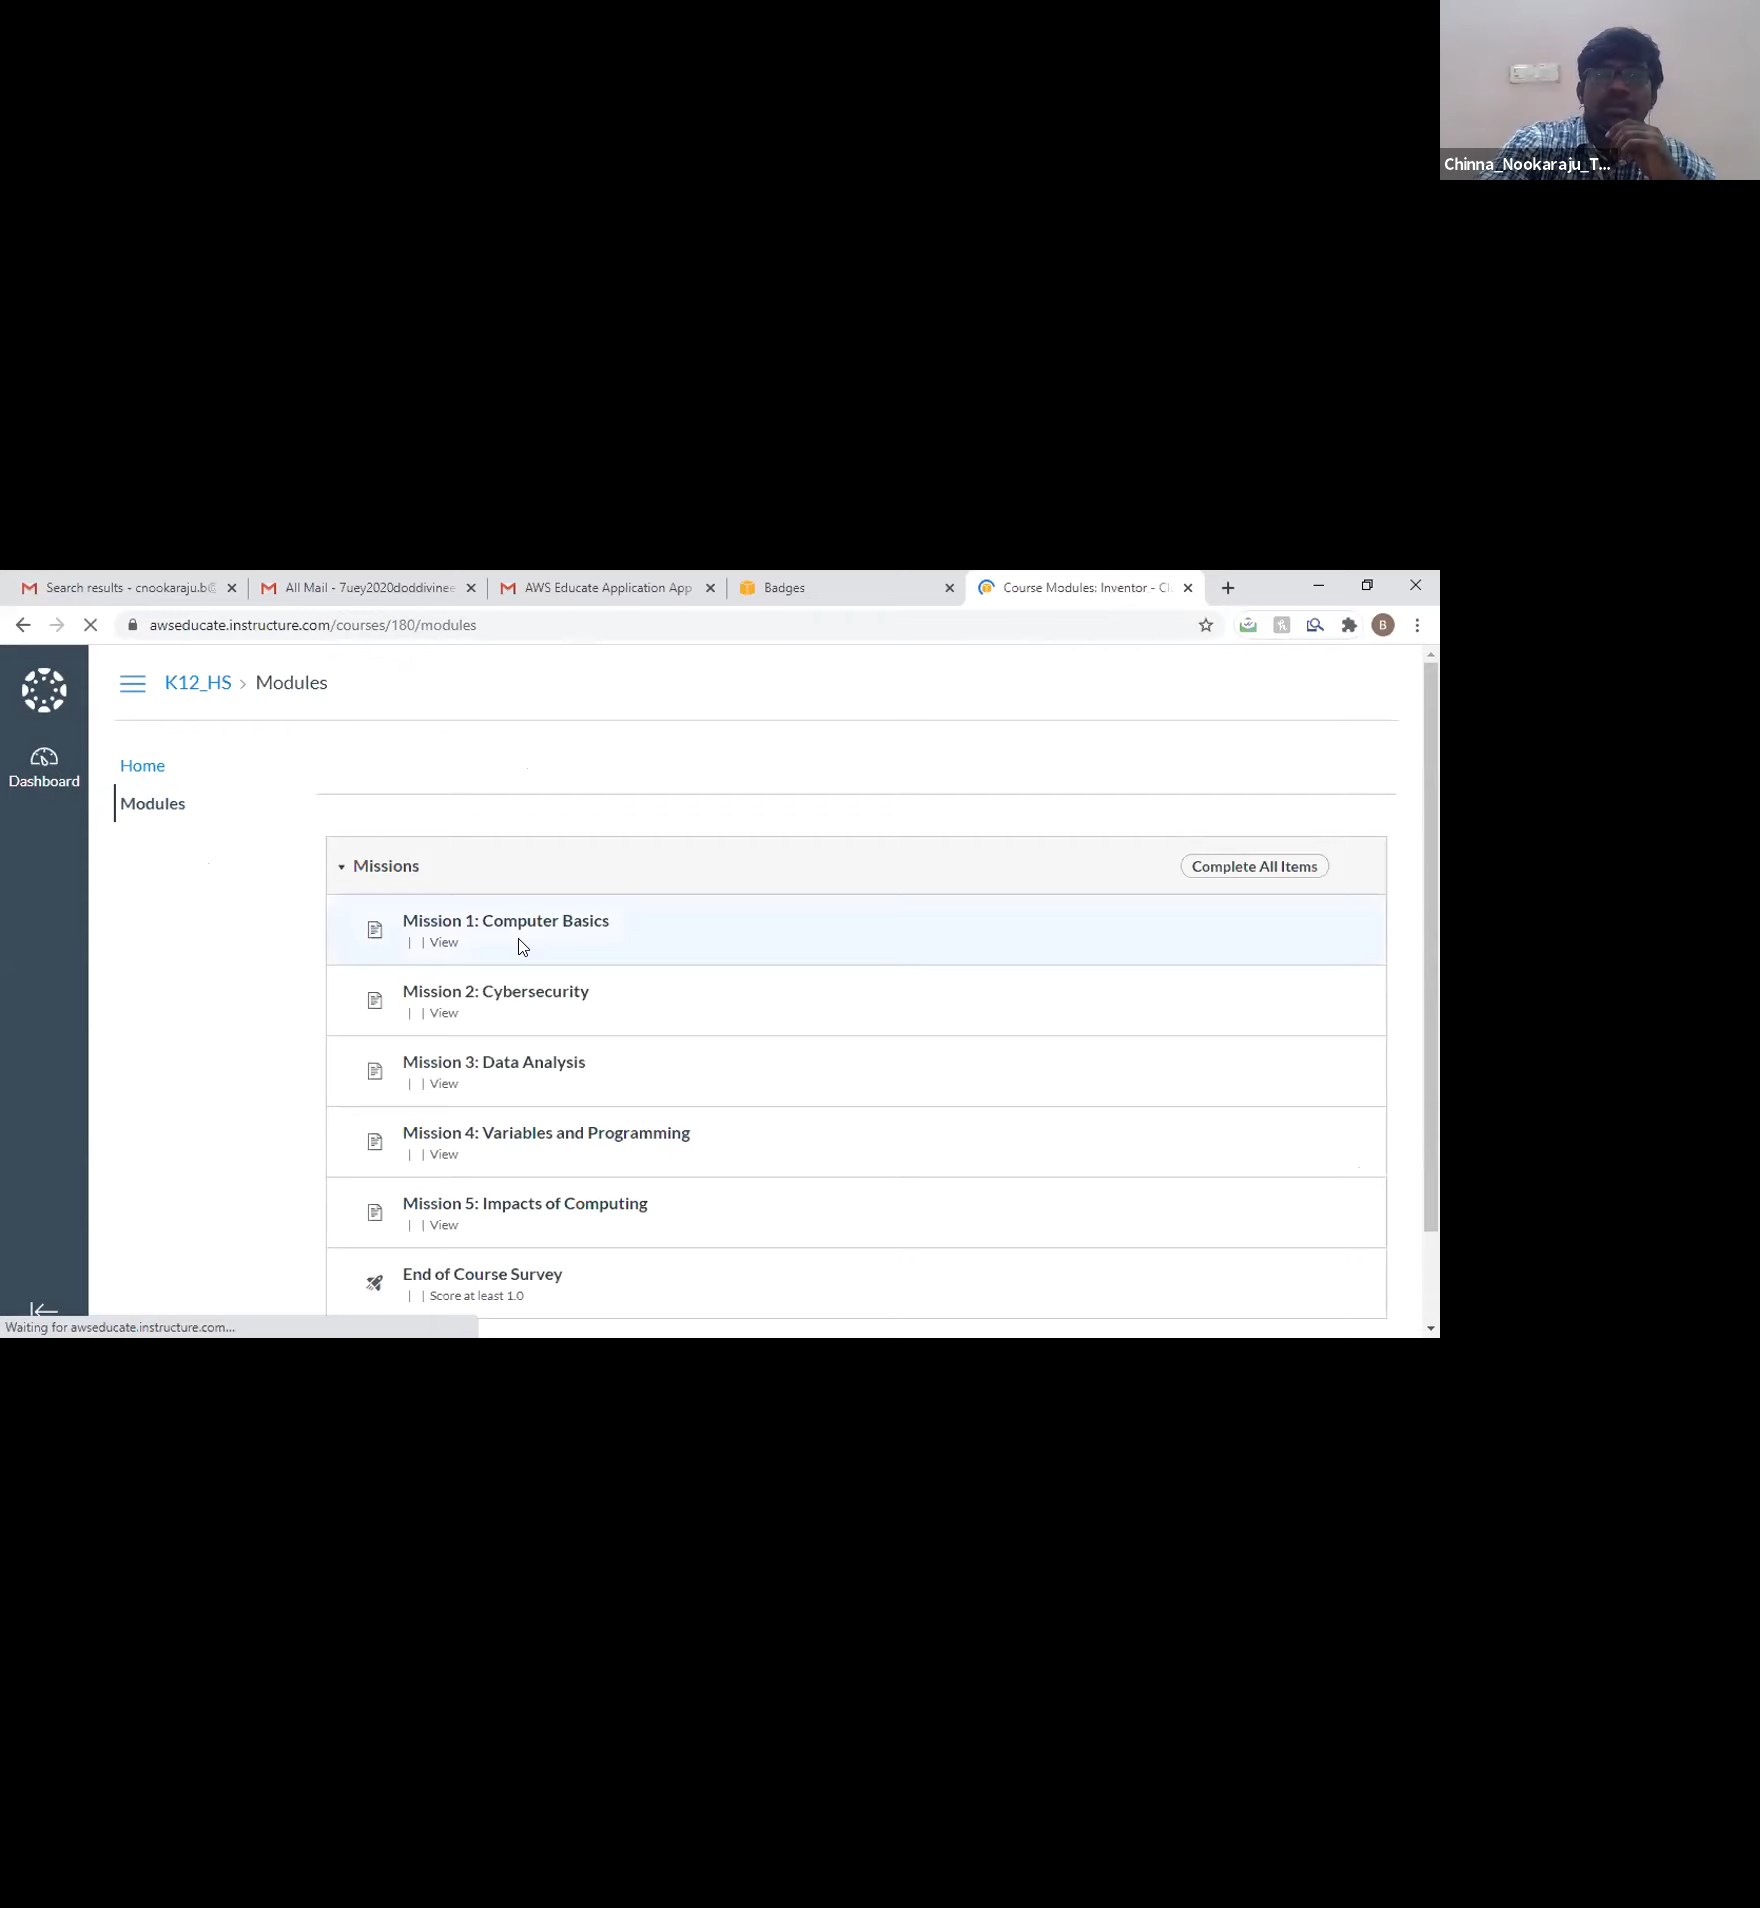 Chinna_Nookaraju_T...
Search results - cnookaraju.b@
All Mail - 7uey2020doddivinee
AWS Educate Application App
Badges
Course Modules: Inventor - Cl
awseducate.instructure.com/courses/180/modules
B
K12_HS > Modules
Dashboard
Home
Modules
Missions
Complete All Items
Mission 1: Computer Basics
| | View
Mission 2: Cybersecurity
| | View
Mission 3: Data Analysis
| | View
Mission 4: Variables and Programming
| | View
Mission 5: Impacts of Computing
| | View
End of Course Survey
| | Score at least 1.0
Waiting for awseducate.instructure.com...